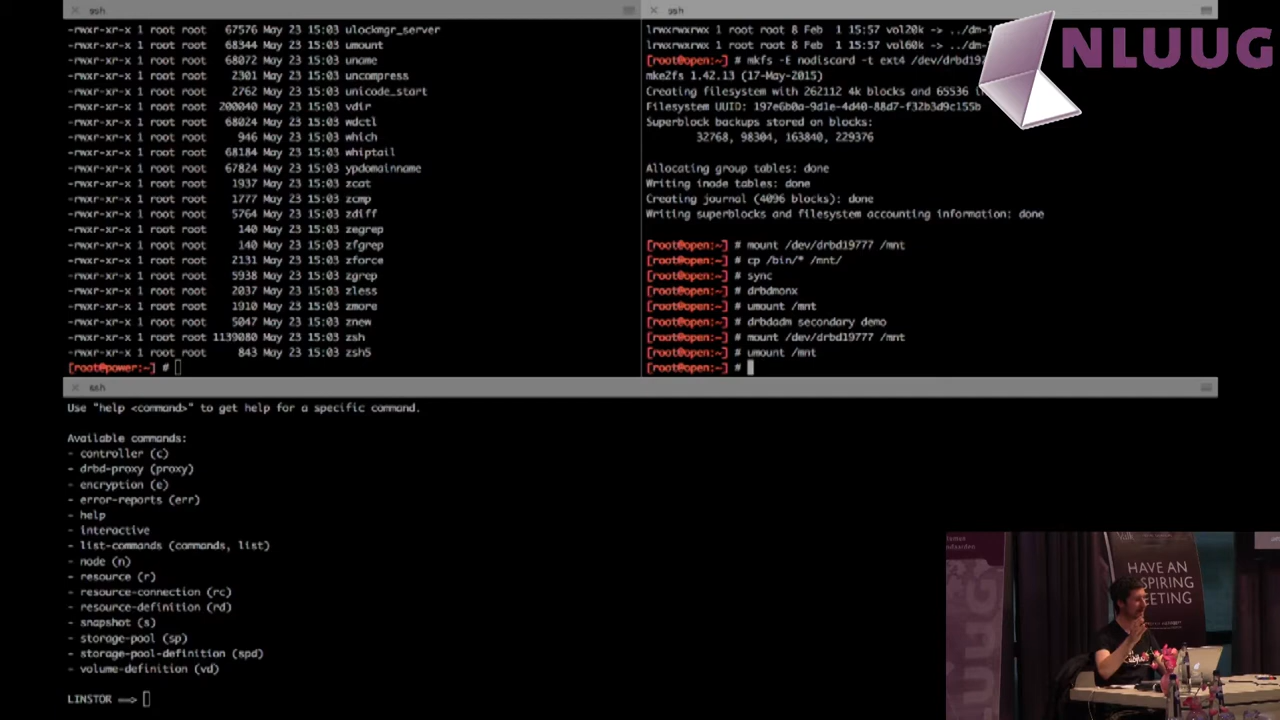 ssh
-rwxr-xr-x 1 root root 67576 May 23 15:03 ulockmgr_server
-rwxr-xr-x 1 root root 68344 May 23 15:03 umount
-rwxr-xr-x 1 root root 68072 May 23 15:03 uname
-rwxr-xr-x 1 root root 2301 May 23 15:03 uncompress
-rwxr-xr-x 1 root root 2762 May 23 15:03 unicode_start
-rwxr-xr-x 1 root root 200040 May 23 15:03 vdir
-rwxr-xr-x 1 root root 68024 May 23 15:03 wdctl
-rwxr-xr-x 1 root root 946 May 23 15:03 which
-rwxr-xr-x 1 root root 68184 May 23 15:03 whiptail
-rwxr-xr-x 1 root root 67824 May 23 15:03 ypdomainname
-rwxr-xr-x 1 root root 1937 May 23 15:03 zcat
-rwxr-xr-x 1 root root 1777 May 23 15:03 zcmp
-rwxr-xr-x 1 root root 5764 May 23 15:03 zdiff
-rwxr-xr-x 1 root root 140 May 23 15:03 zegrep
-rwxr-xr-x 1 root root 140 May 23 15:03 zfgrep
-rwxr-xr-x 1 root root 2131 May 23 15:03 zforce
-rwxr-xr-x 1 root root 5938 May 23 15:03 zgrep
-rwxr-xr-x 1 root root 2037 May 23 15:03 zless
-rwxr-xr-x 1 root root 1910 May 23 15:03 zmore
-rwxr-xr-x 1 root root 5047 May 23 15:03 znew
-rwxr-xr-x 1 root root 1139080 May 23 15:03 zsh
-rwxr-xr-x 1 root root 843 May 23 15:03 zsh5
[root@power:~] #
ssh
lrwxrwxrwx 1 root root 8 Feb 1 15:57 vol20k -> ../dm-1
lrwxrwxrwx 1 root root 8 Feb 1 15:57 vol60k -> ../dm-
[root@open:~] # mkfs -E nodiscard -t ext4 /dev/drbd19
mke2fs 1.42.13 (17-May-2015)
Creating filesystem with 262112 4k blocks and 65536
Filesystem UUID: 197e6b0a-9d1e-4d40-88d7-f32b3d9c155b
Superblock backups stored on blocks:
32768, 98304, 163840, 229376
Allocating group tables: done
Writing inode tables: done
Creating journal (4096 blocks): done
Writing superblocks and filesystem accounting information: done
[root@open:~] # mount /dev/drbd19777 /mnt
[root@open:~] # cp /bin/* /mnt/
[root@open:~] # sync
[root@open:~] # drbdmonx
[root@open:~] # umount /mnt
[root@open:~] # drbdadm secondary demo
[root@open:~] # mount /dev/drbd19777 /mnt
[root@open:~] # umount /mnt
[root@open:~] #
NLUUG
ssh
Use "help <command>" to get help for a specific command.
Available commands:
- controller (c)
- drbd-proxy (proxy)
- encryption (e)
- error-reports (err)
- help
- interactive
- list-commands (commands, list)
- node (n)
- resource (r)
- resource-connection (rc)
- resource-definition (rd)
- snapshot (s)
- storage-pool (sp)
- storage-pool-definition (spd)
- volume-definition (vd)
LINSTOR ==>
HAVE AN
SPIRING
EETING